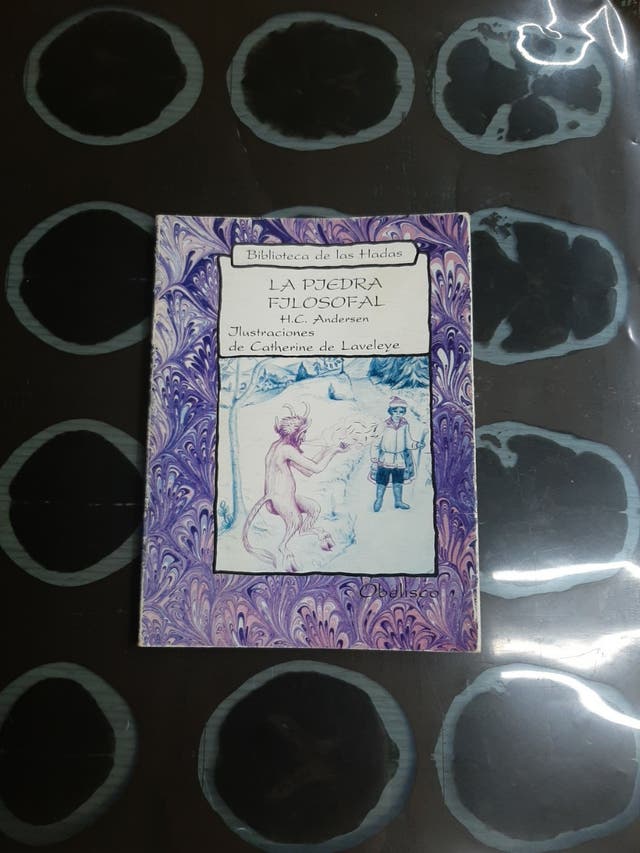 Biblioteca de las Hadas
LA PIEDRA
FILOSOFAL
H.C. Andersen
Ilustraciones
de Catherine de Laveleye
Obelisco